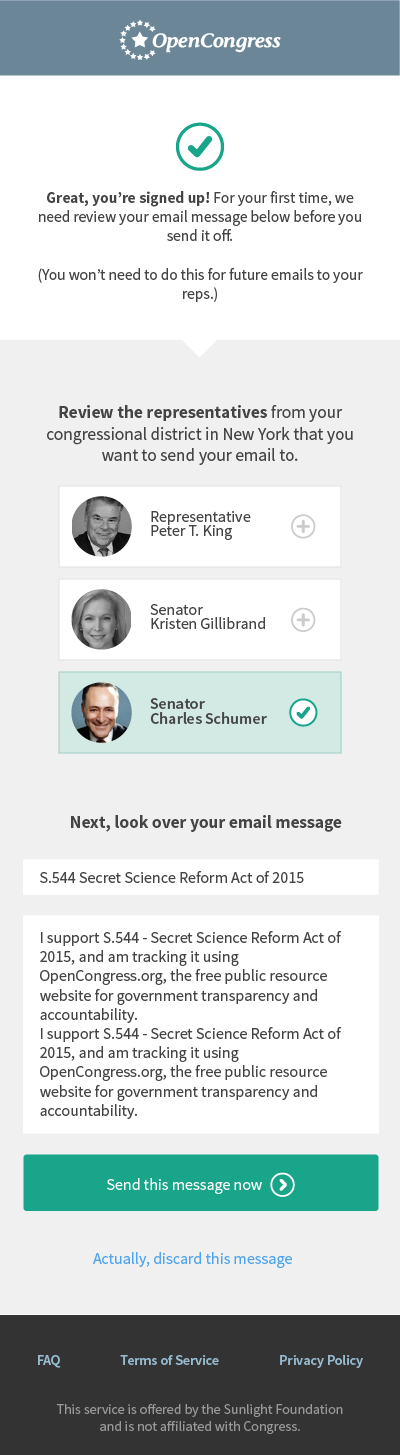 OpenCongress
Great, you’re signed up! For your first time, we
need review your email message below before you
send it off.
(You won’t need to do this for future emails to your
reps.)
Review the representatives from your
congressional district in New York that you
want to send your email to.
Representative
Peter T. King
Senator
Kristen Gillibrand
Senator
Charles Schumer
Next, look over your email message
S.544 Secret Science Reform Act of 2015
I support S.544 - Secret Science Reform Act of
2015, and am tracking it using
OpenCongress.org, the free public resource
website for government transparency and
accountability.
I support S.544 - Secret Science Reform Act of
2015, and am tracking it using
OpenCongress.org, the free public resource
website for government transparency and
accountability.
Send this message now
Actually, discard this message
FAQ Terms of Service Privacy Policy
This service is offered by the Sunlight Foundation
and is not affiliated with Congress.